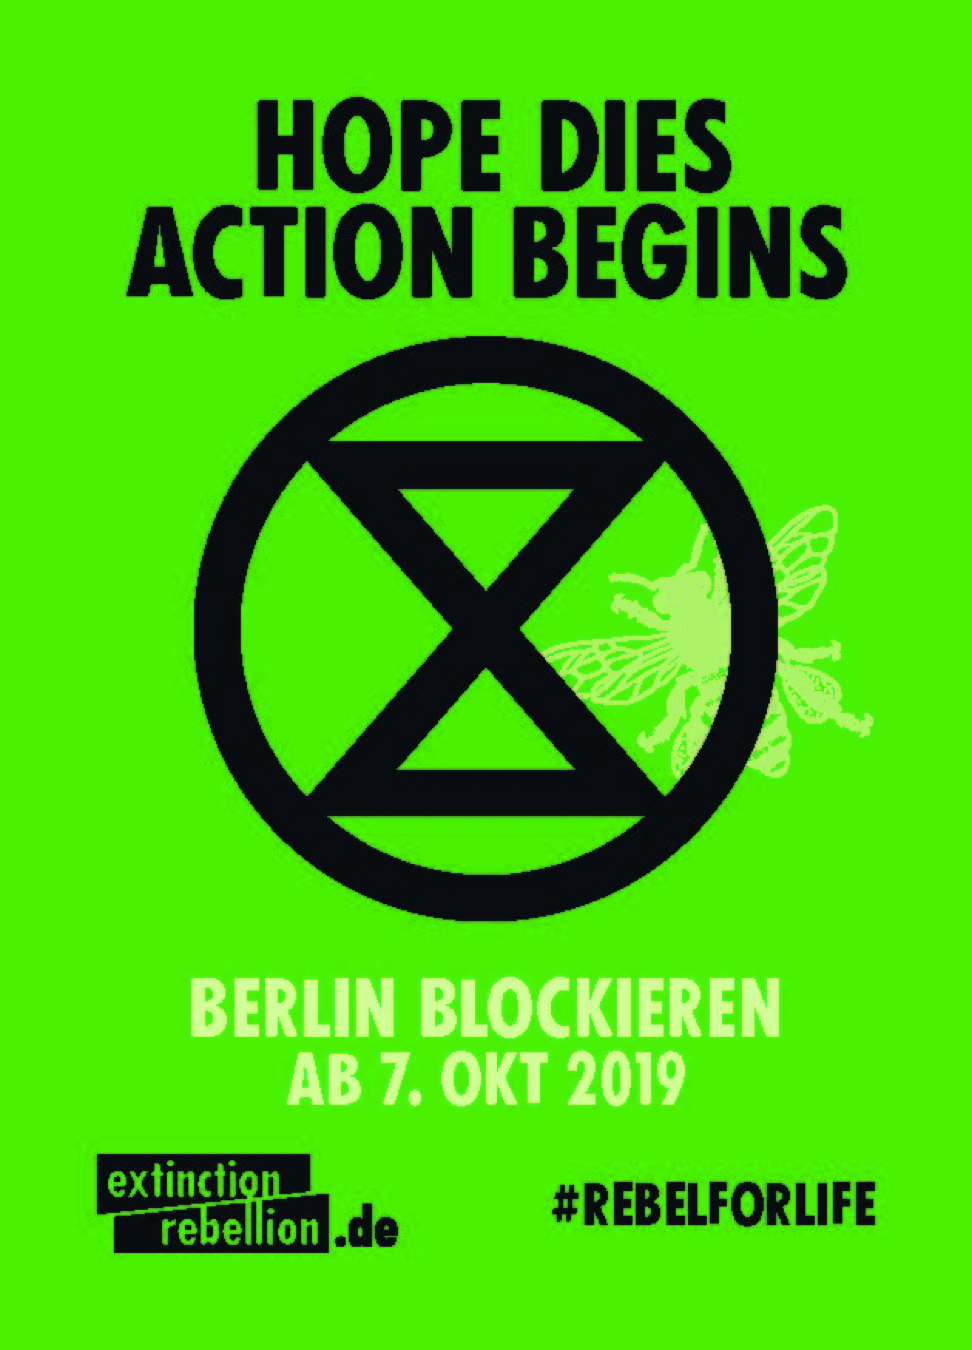 HOPE DIES
ACTION BEGINS
BERLIN BLOCKIEREN
AB 7. OKT 2019
extinction
rebellion.de
#REBELFORLIFE